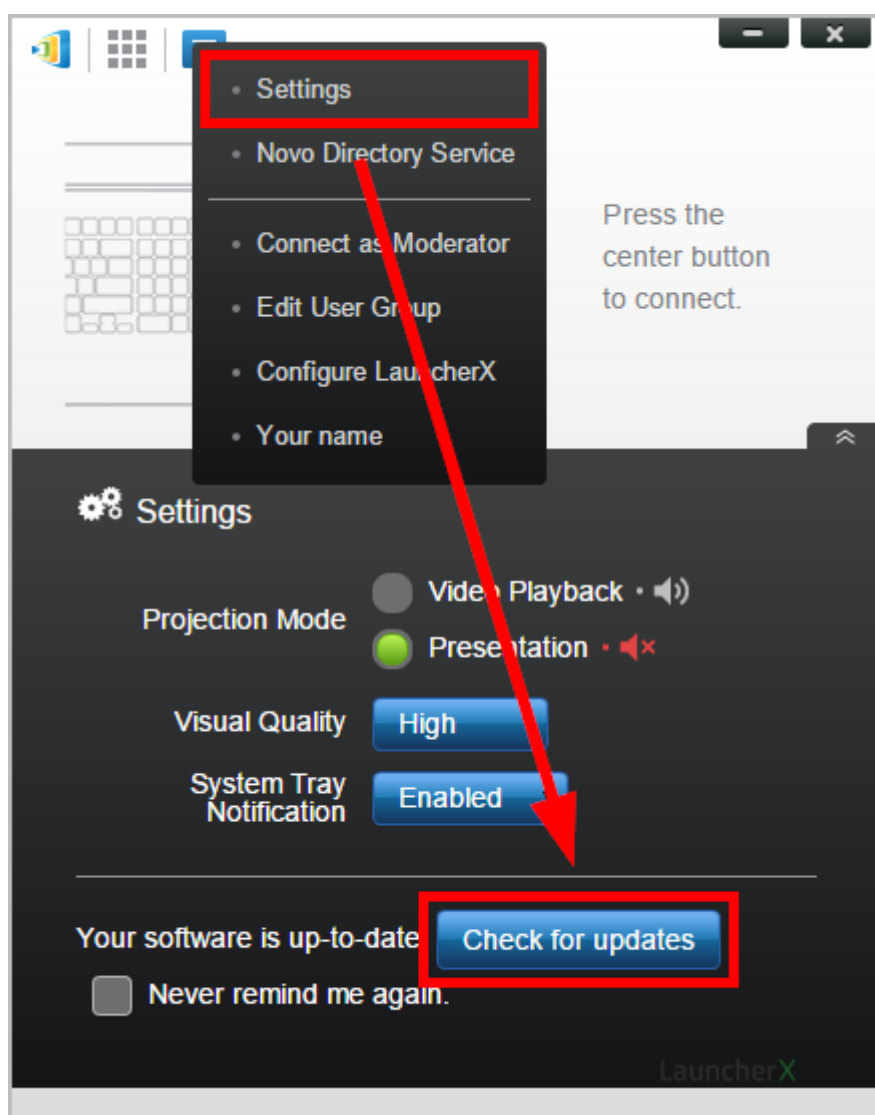 Settings
Novo Directory Service
Connect as Moderator
Edit User Group
Configure LauncherX
Your name
Press the
center button
to connect.
Settings
Projection Mode
Video Playback
Presentation
Visual Quality
High
System Tray
Notification
Enabled
Your software is up-to-date
Check for updates
Never remind me again.
LauncherX